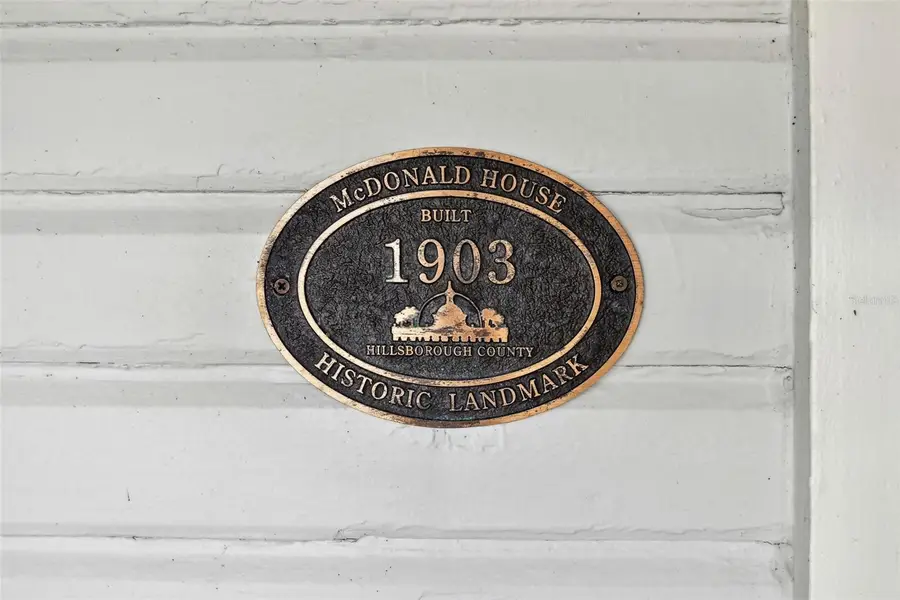 McDONALD HOUSE
BUILT
1903
HILLSBOROUGH COUNTY
HISTORIC LANDMARK